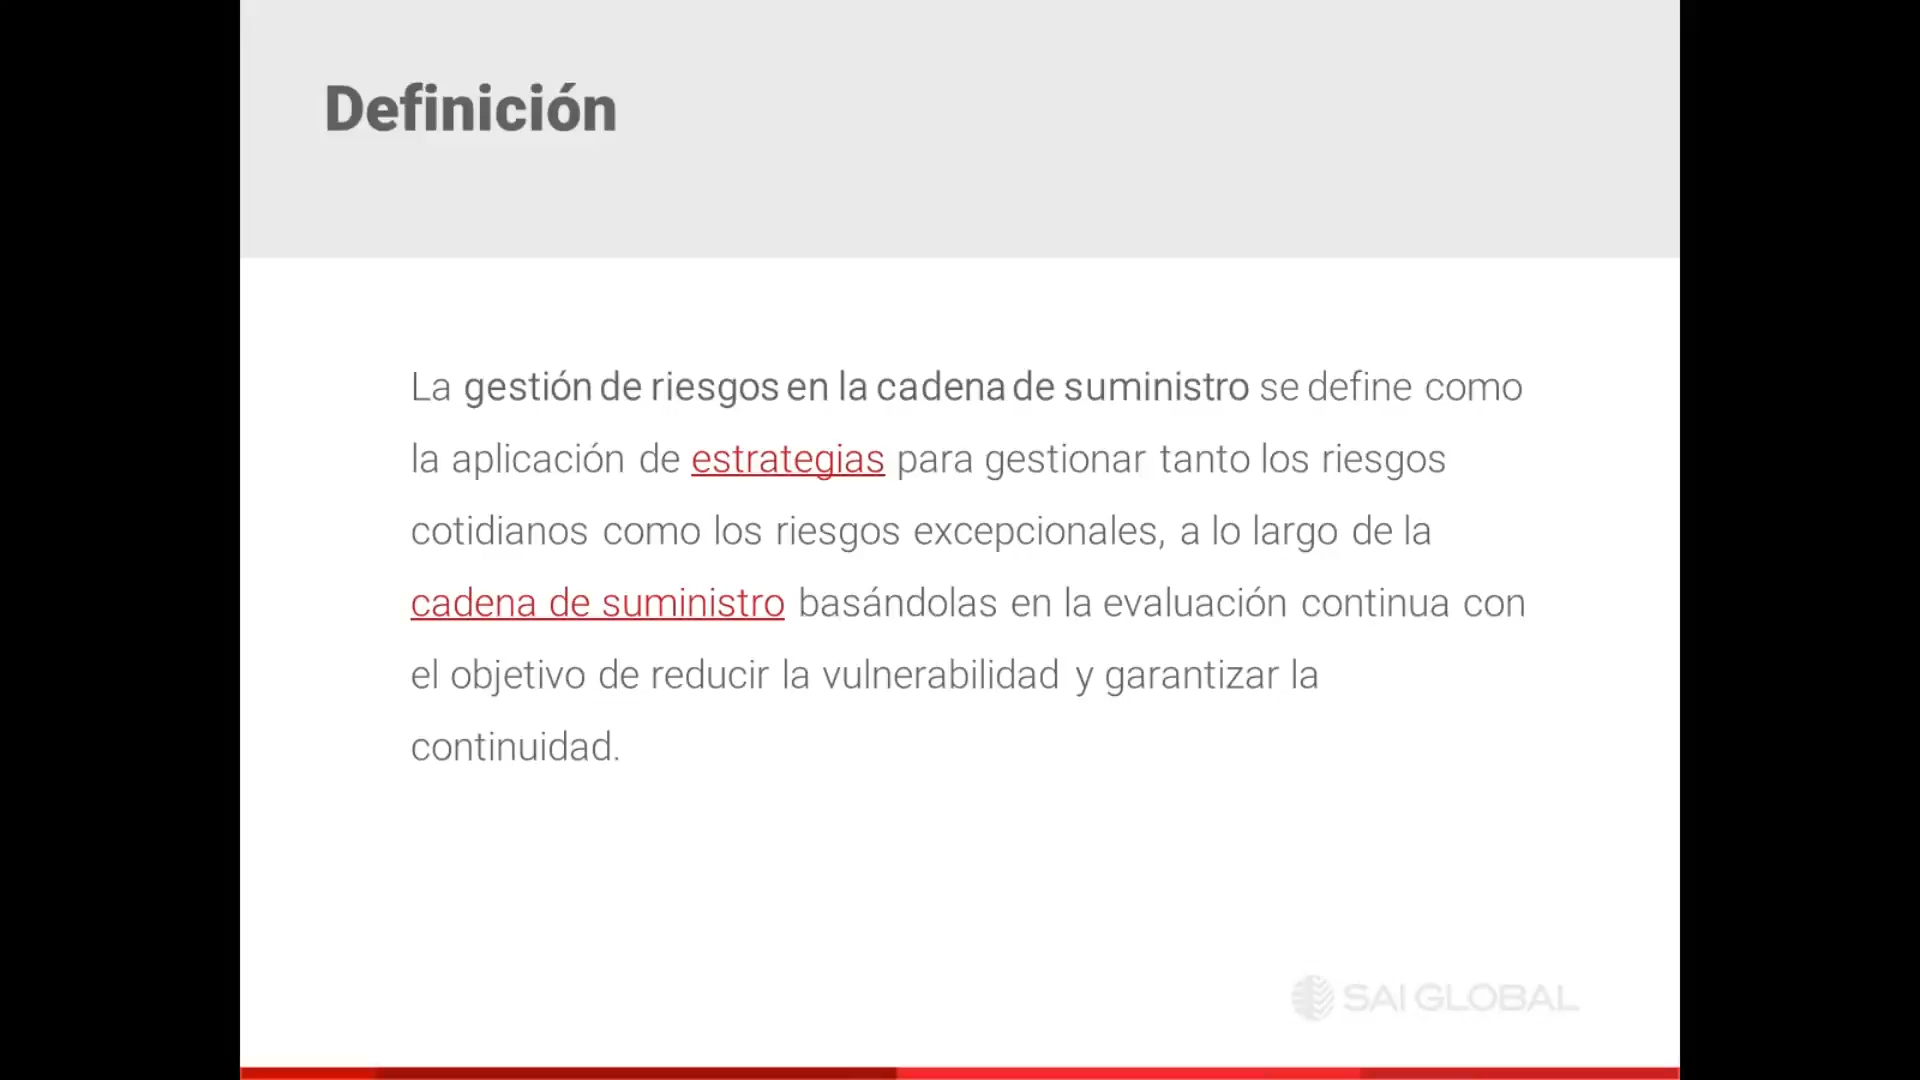 Definición
La gestión de riesgos en la cadena de suministro se define como
la aplicación de estrategias para gestionar tanto los riesgos
cotidianos como los riesgos excepcionales, a lo largo de la
cadena de suministro basándolas en la evaluación continua con
el objetivo de reducir la vulnerabilidad y garantizar la
continuidad.
SAI GLOBAL